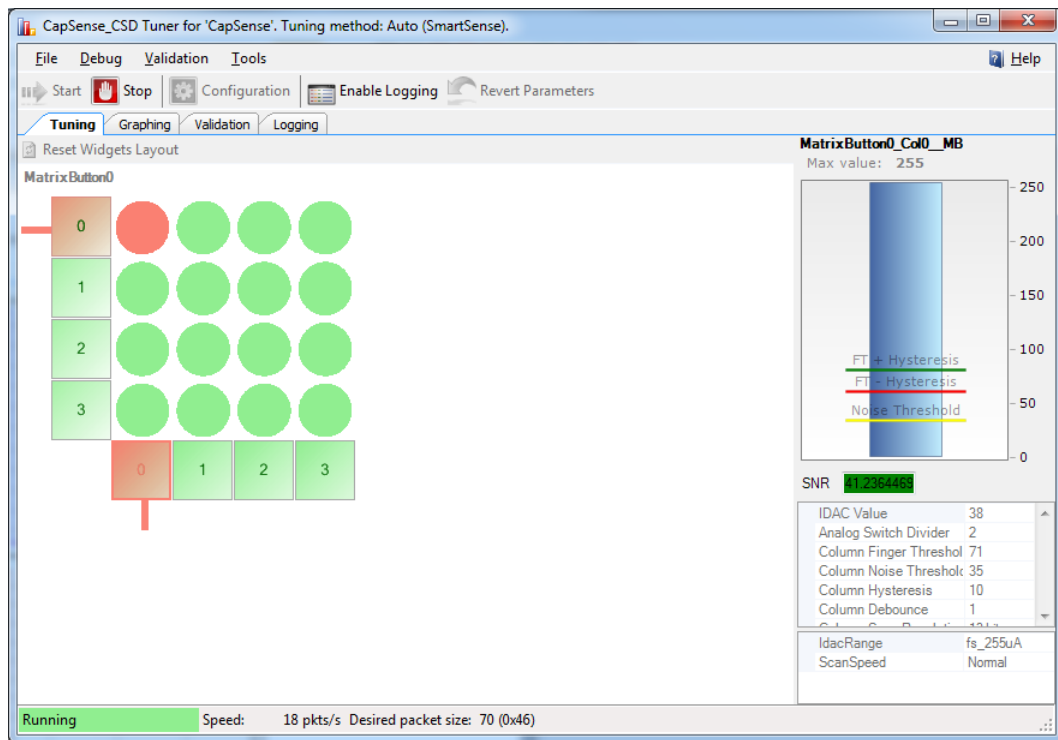 CapSense_CSD Tuner for 'CapSense'. Tuning method: Auto (SmartSense).
File Debug Validation Tools Help
Start Stop Configuration Enable Logging Revert Parameters
Tuning Graphing Validation Logging
Reset Widgets Layout
MatrixButton0
0
1
2
3
0 1 2 3
MatrixButton0_Col0__MB
Max value: 255
250
200
150
100
50
0
FT + Hysteresis
FT - Hysteresis
Noise Threshold
SNR 41.2364469
IDAC Value 38
Analog Switch Divider 2
Column Finger Threshol 71
Column Noise Threshold 35
Column Hysteresis 10
Column Debounce 1
IdacRange fs_255uA
ScanSpeed Normal
Running Speed: 18 pkts/s Desired packet size: 70 (0x46)